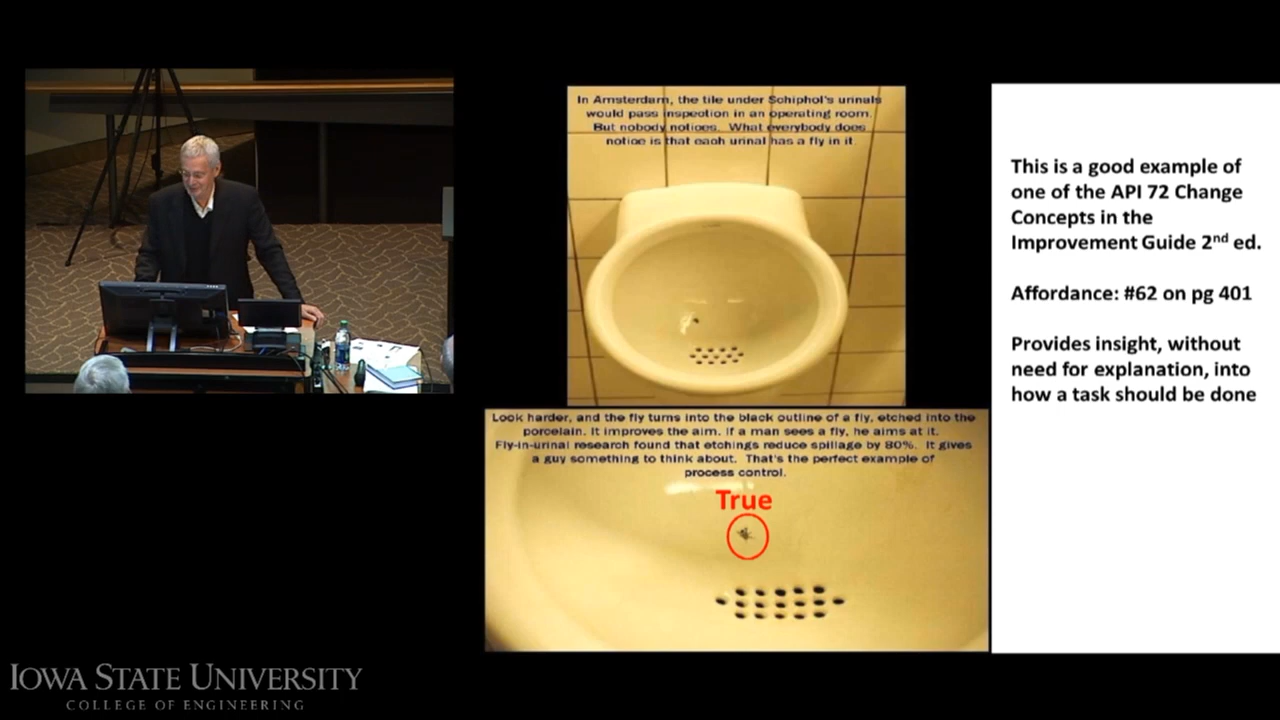 In Amsterdam, the tile under Schiphol's urinals
would pass inspection in an operating room.
But nobody notices. What everybody does
notice is that each urinal has a fly in it.
Look harder, and the fly turns into the black outline of a fly, etched into the
porcelain. It improves the aim. If a man sees a fly, he aims at it.
Fly-in-urinal research found that etchings reduce spillage by 80%. It gives
a guy something to think about. That's the perfect example of
process control.
True
This is a good example of
one of the API 72 Change
Concepts in the
Improvement Guide 2nd ed.
Affordance: #62 on pg 401
Provides insight, without
need for explanation, into
how a task should be done
IOWA STATE UNIVERSITY
COLLEGE OF ENGINEERING